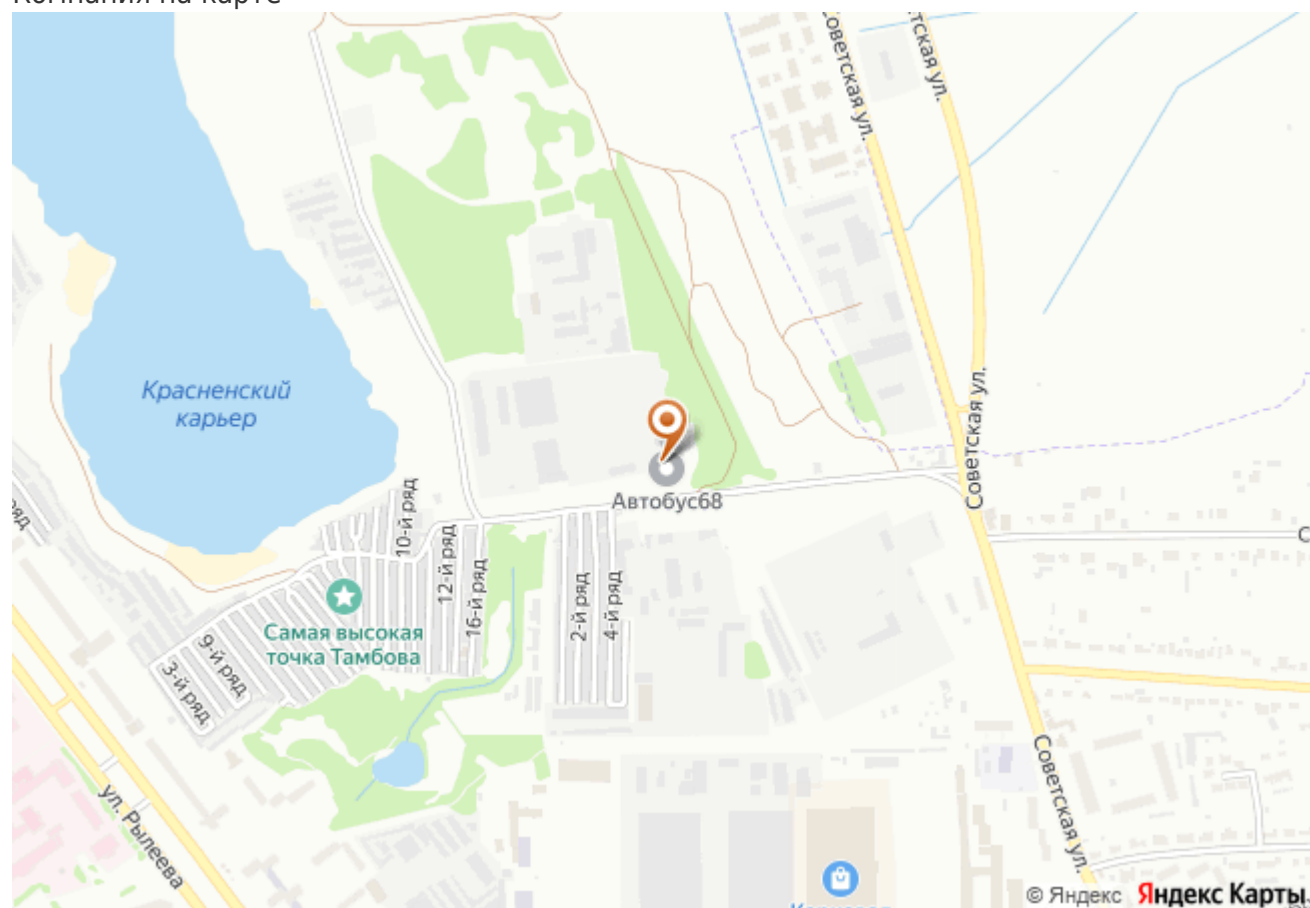 Компания на карте
Советская ул.
Советская ул.
Красненский
карьер
Советская ул.
Автобус68
10-й ряд
12-й ряд
16-й ряд
2-й ряд
4-й ряд
Самая высокая
точка Тамбова
9-й ряд
3-й ряд
Советская ул.
ул. Рылеева
© Яндекс Яндекс Карты